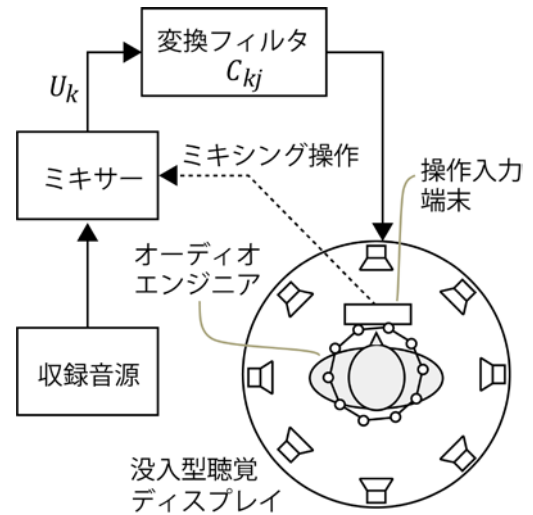 変換フィルタ
C_{kj}
U_k
ミキシング操作
ミキサー
操作入力
端末
オーディオ
エンジニア
収録音源
没入型聴覚
ディスプレイ